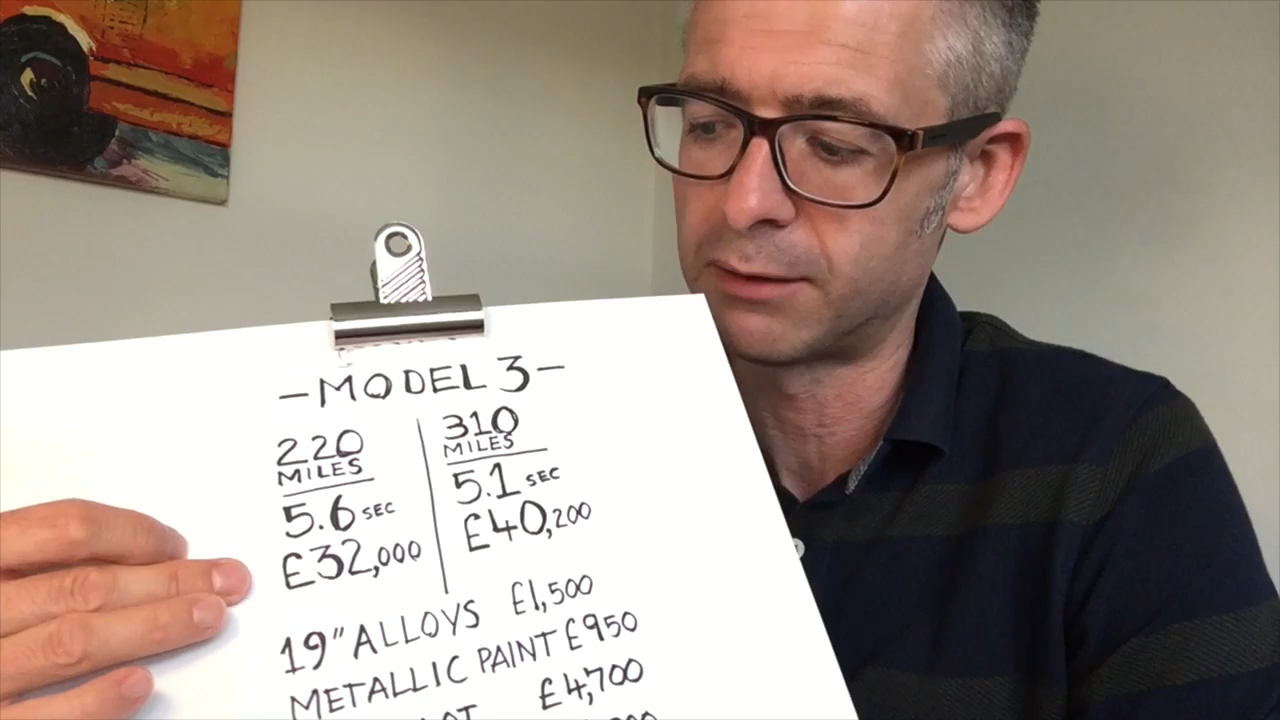 -MODEL 3-
220 MILES
5.6 SEC
£32,000
310 MILES
5.1 SEC
£40,200
19" ALLOYS £1,500
METALLIC PAINT £950
£4,700